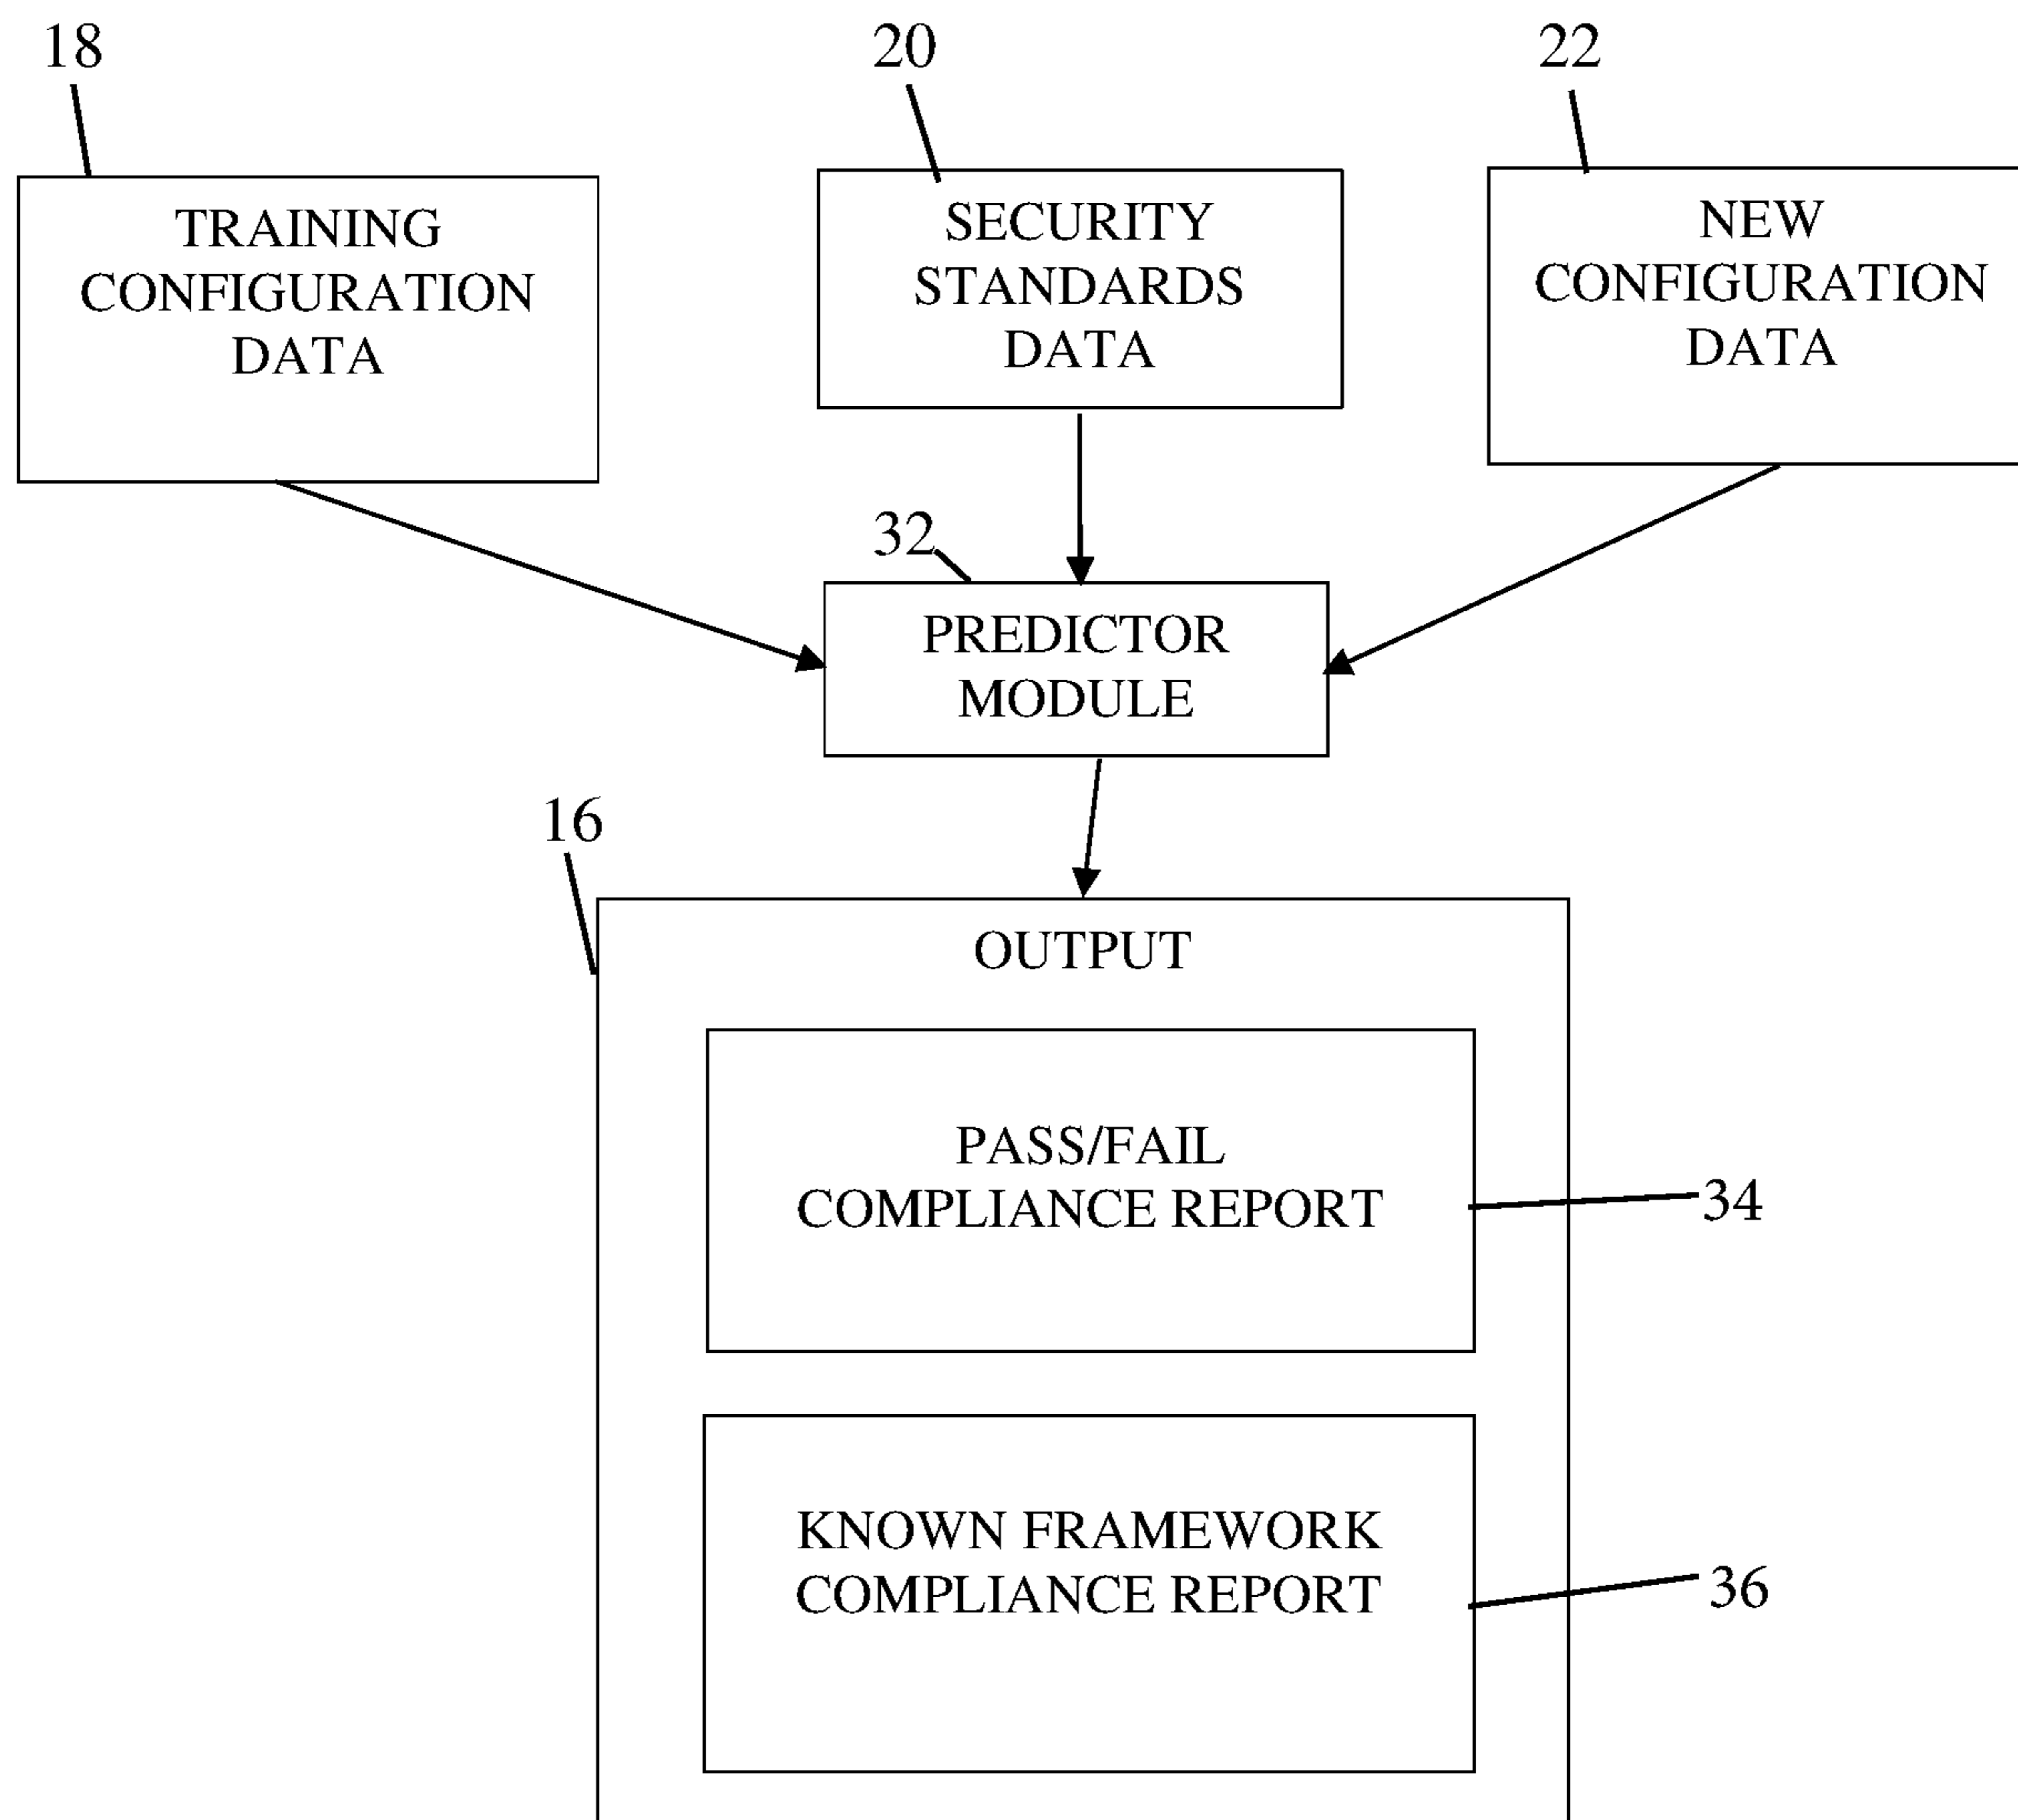 18
20
22
TRAINING
CONFIGURATION
DATA
SECURITY
STANDARDS
DATA
NEW
CONFIGURATION
DATA
32
PREDICTOR
MODULE
16
OUTPUT
PASS/FAIL
COMPLIANCE REPORT
34
KNOWN FRAMEWORK
COMPLIANCE REPORT
36